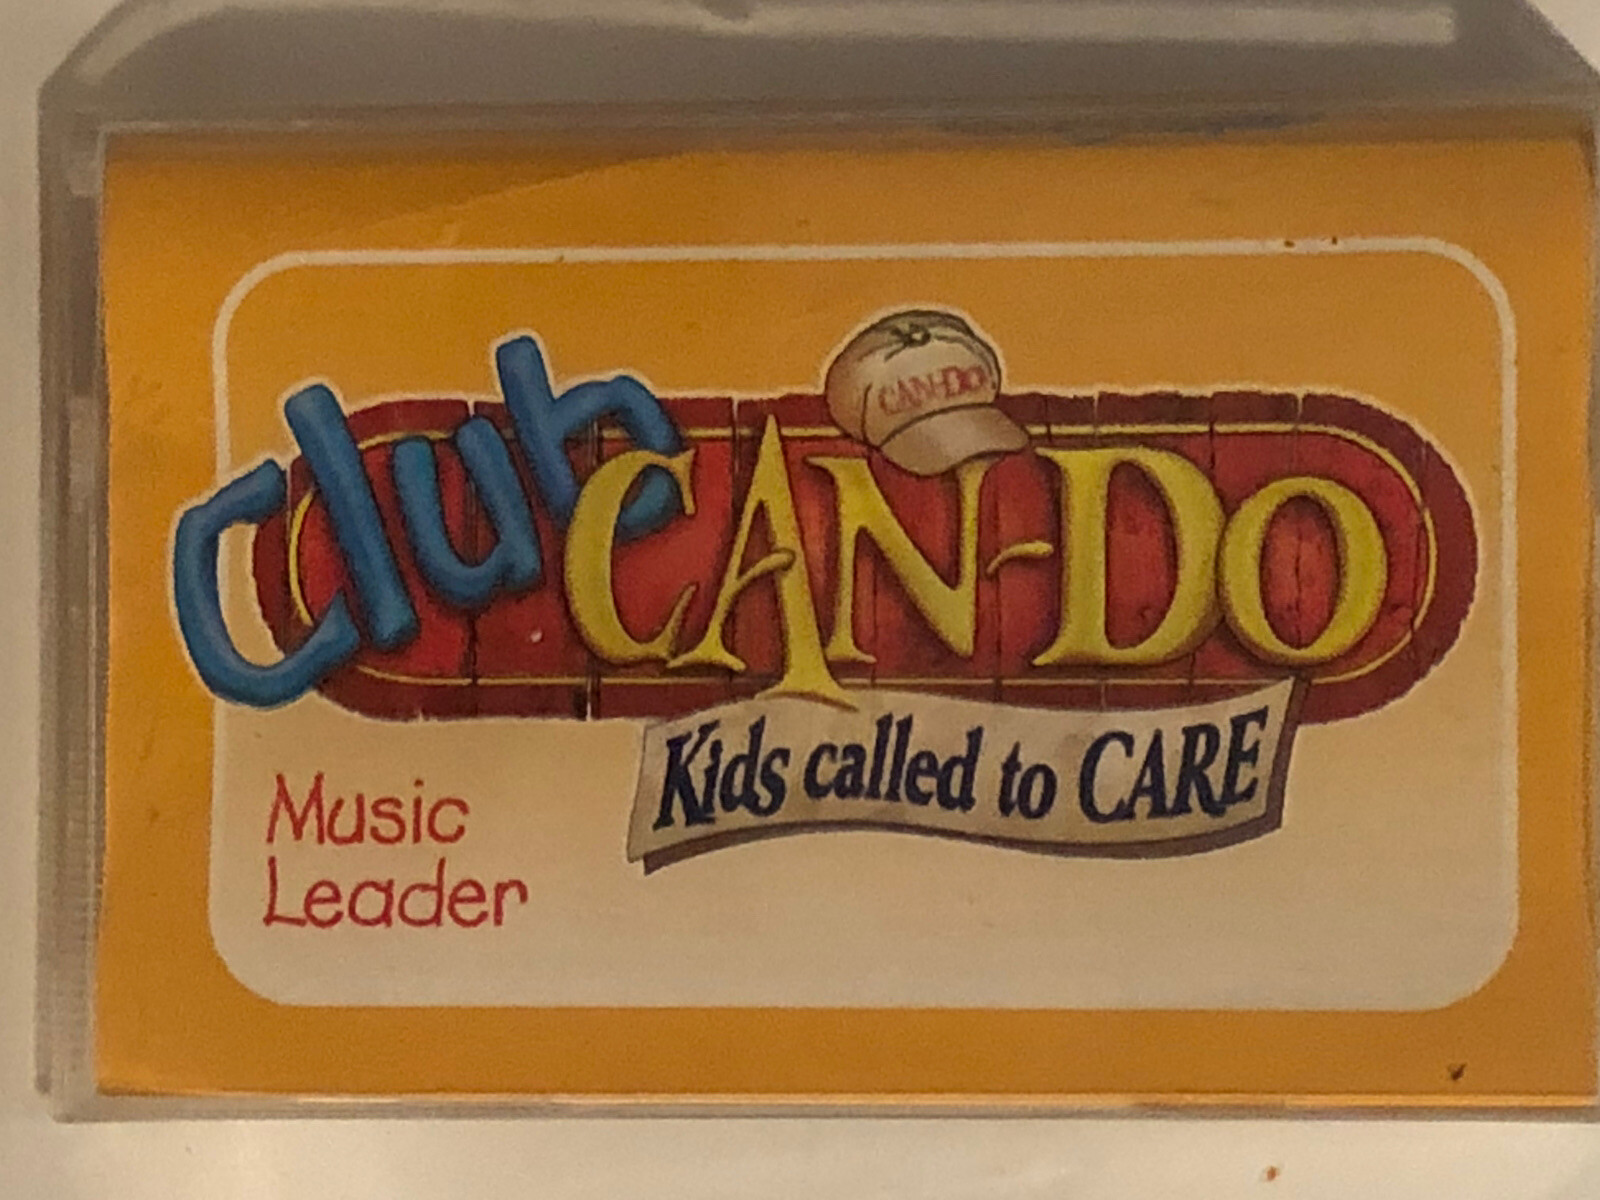 CAN-DO
Club CAN-DO
Kids called to CARE
Music
Leader